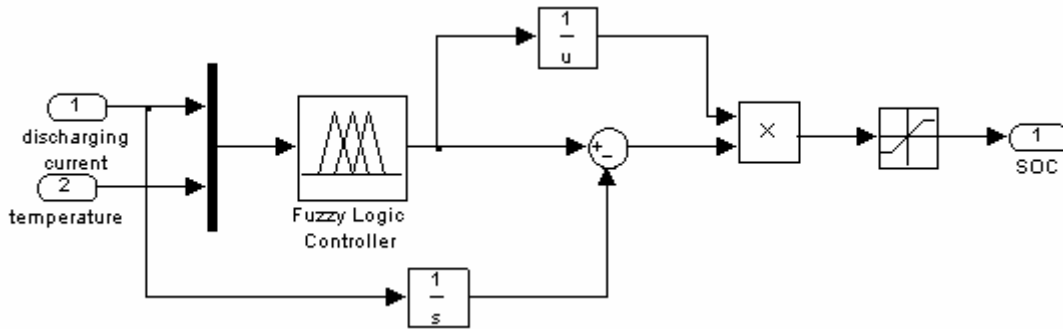 1
u
1
discharging
current
2
temperature
Fuzzy Logic
Controller
+
−
×
1
SOC
1
s